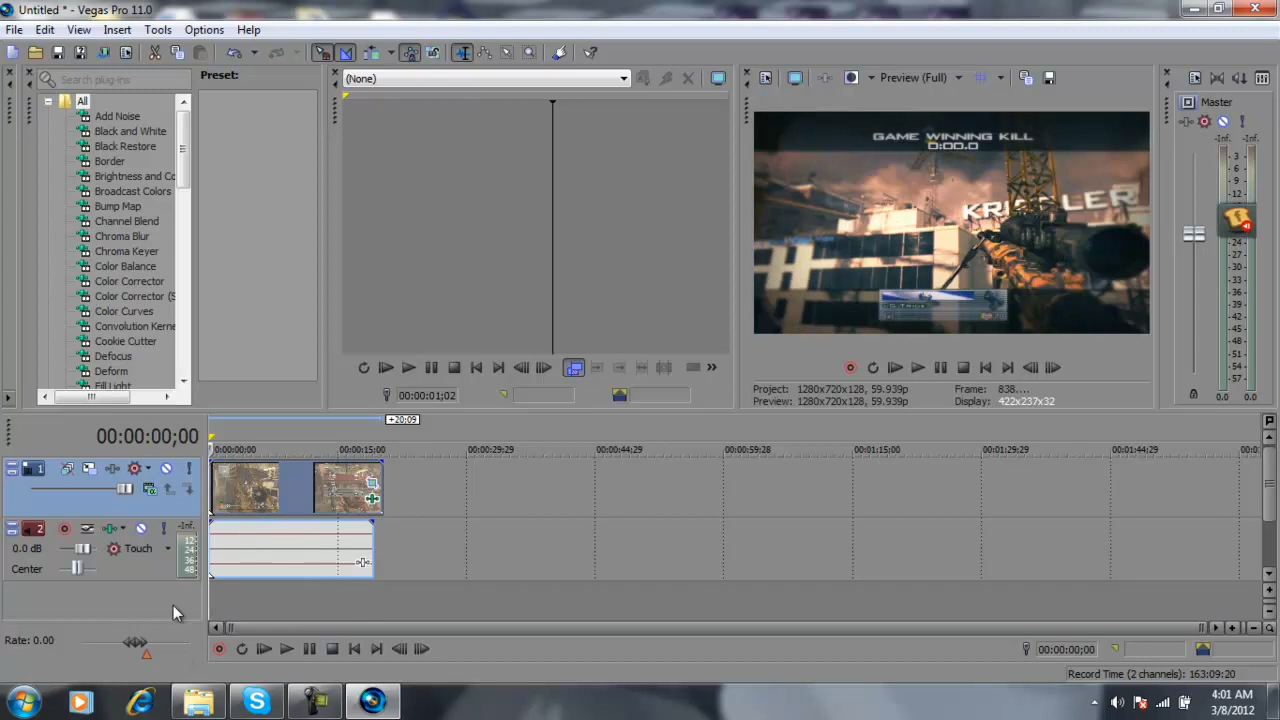 Untitled * - Vegas Pro 11.0
File Edit View Insert Tools Options Help
Search plug-ins
Preset:
(None)
Preview (Full)
Master
All
Add Noise
Black and White
Black Restore
Border
Brightness and Co
Broadcast Colors
Bump Map
Channel Blend
Chroma Blur
Chroma Keyer
Color Balance
Color Corrector
Color Corrector (S
Color Curves
Convolution Kerne
Cookie Cutter
Defocus
Deform
Fill Light
GAME WINNING KILL
0:00.0
-Inf. -Inf.
3
6
9
12
24
27
30
33
36
39
42
45
48
51
54
57
0.0 0.0
00:00:01;02
Project: 1280x720x128, 59.939p
Preview: 1280x720x128, 59.939p
Frame: 838....
Display: 422x237x32
+20:09
00:00:00;00
00:00:00;00 00:00:15;00 00:00:29;29 00:00:44;29 00:00:59;28 00:01:15;00 00:01:29;29 00:01:44;29 00:0
1
2
-Inf.
12
24
36
48
0.0 dB
Touch
Center
Rate: 0.00
00:00:00;00
Record Time (2 channels): 163:09:20
4:01 AM
3/8/2012